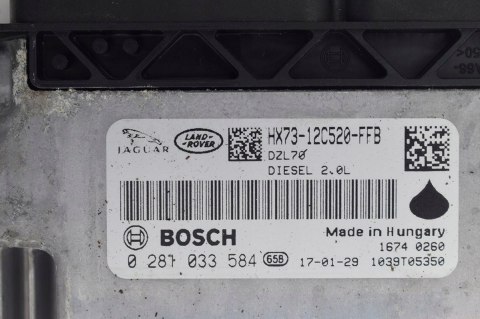 JAGUAR
LAND-ROVER
HX73-12C520-FFB
DZL70
DIESEL 2.0L
BOSCH
Made in Hungary
1674 0260
0 281 033 584 65B 17-01-29 1039T05350